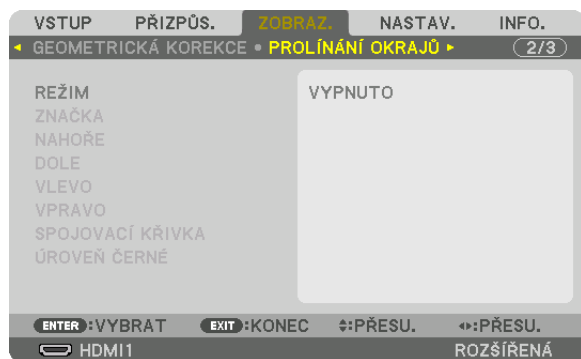 VSTUP PŘIZPŮS. ZOBRAZ. NASTAV. INFO.
GEOMETRICKÁ KOREKCE • PROLÍNÁNÍ OKRAJŮ 2/3
REŽIM VYPNUTO
ZNAČKA
NAHOŘE
DOLE
VLEVO
VPRAVO
SPOJOVACÍ KŘIVKA
ÚROVEŇ ČERNÉ
ENTER:VYBRAT EXIT:KONEC :PŘESU. :PŘESU.
HDMI1 ROZŠÍŘENÁ